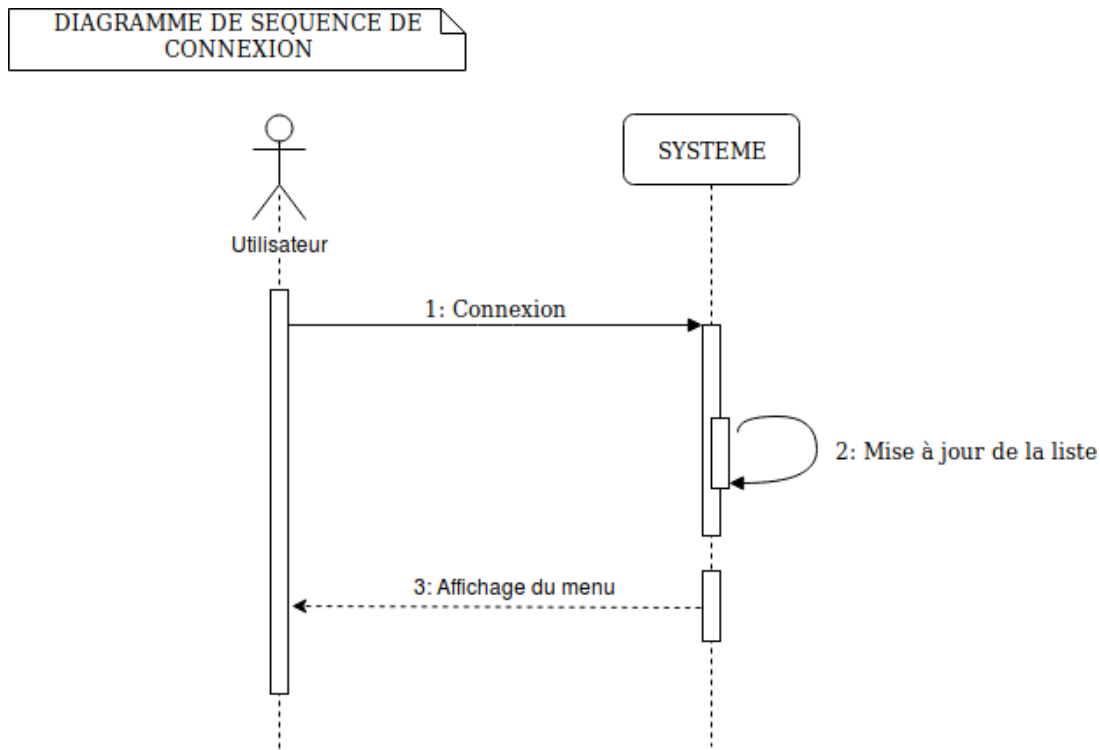 DIAGRAMME DE SEQUENCE DE
CONNEXION
SYSTEME
Utilisateur
1: Connexion
2: Mise à jour de la liste
3: Affichage du menu